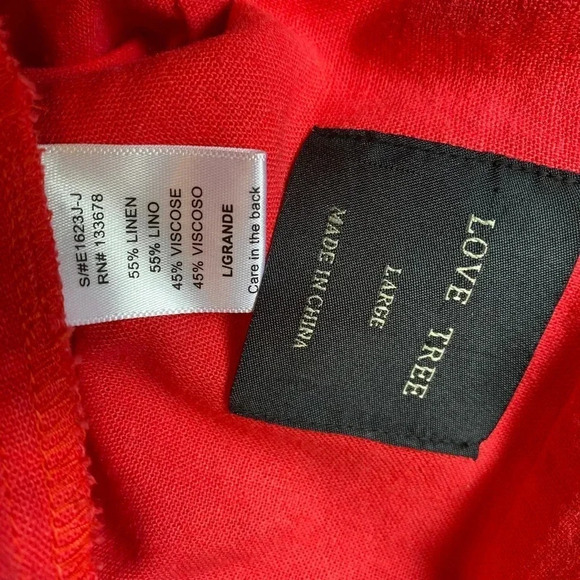 S/#E1623J-J
RN# 133678
55% LINEN
55% LINO
45% VISCOSE
45% VISCOSO
L/GRANDE
Care in the back
LOVE TREE
LARGE
MADE IN CHINA